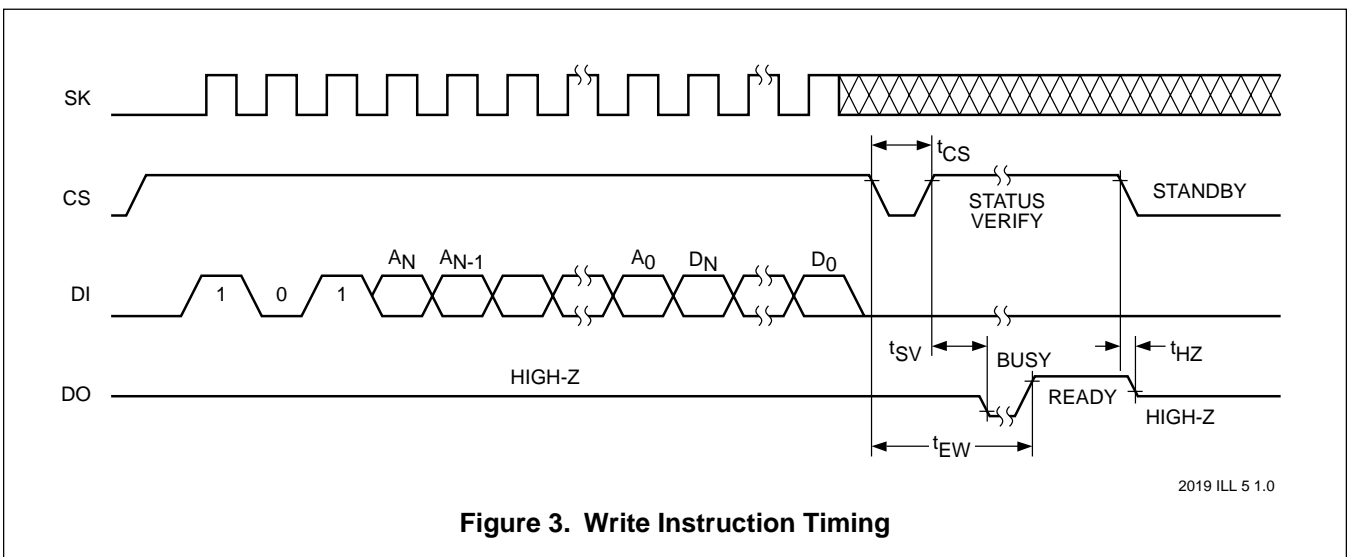 SK
tCS
CS
STATUS
VERIFY
STANDBY
AN AN-1 A0 DN D0
DI
1 0 1
tSV
BUSY
tHZ
HIGH-Z
DO
READY
HIGH-Z
tEW
2019 ILL 5 1.0
Figure 3. Write Instruction Timing